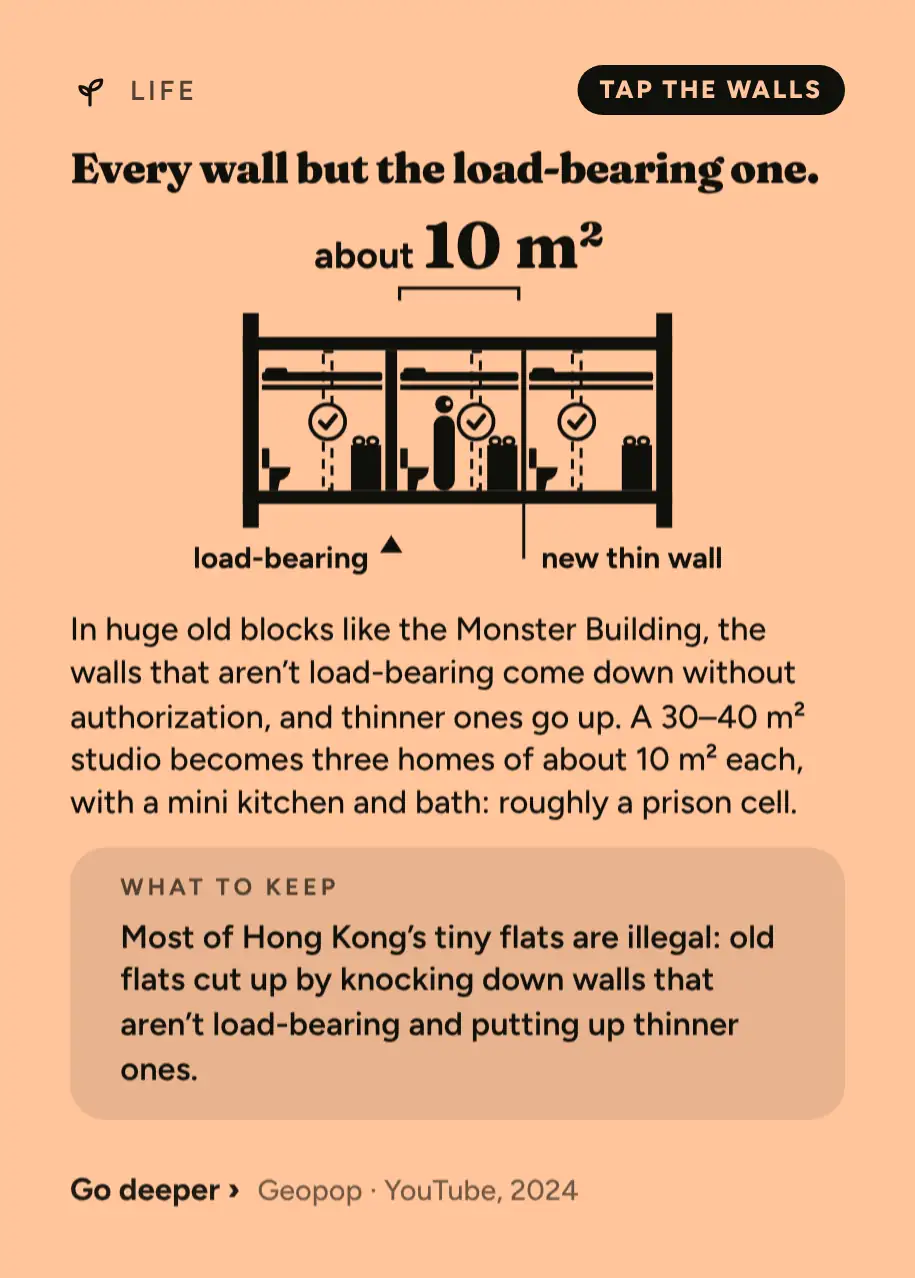 LIFE
TAP THE WALLS
Every wall but the load-bearing one.
about 10 m²
load-bearing
new thin wall
In huge old blocks like the Monster Building, the
walls that aren’t load-bearing come down without
authorization, and thinner ones go up. A 30–40 m²
studio becomes three homes of about 10 m² each,
with a mini kitchen and bath: roughly a prison cell.
WHAT TO KEEP
Most of Hong Kong’s tiny flats are illegal: old
flats cut up by knocking down walls that
aren’t load-bearing and putting up thinner
ones.
Go deeper › Geopop · YouTube, 2024